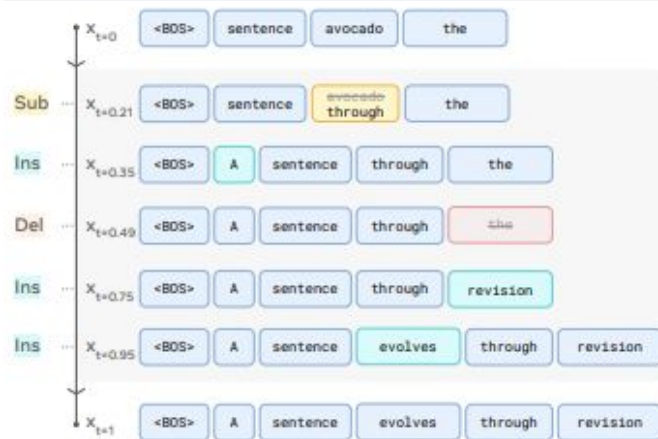 X t=0 <BOS> sentence avocado the
Sub X t=0.21 <BOS> sentence avocado through the
Ins X t=0.35 <BOS> A sentence through the
Del X t=0.49 <BOS> A sentence through the
Ins X t=0.75 <BOS> A sentence through revision
Ins X t=0.95 <BOS> A sentence evolves through revision
X t=1 <BOS> A sentence evolves through revision